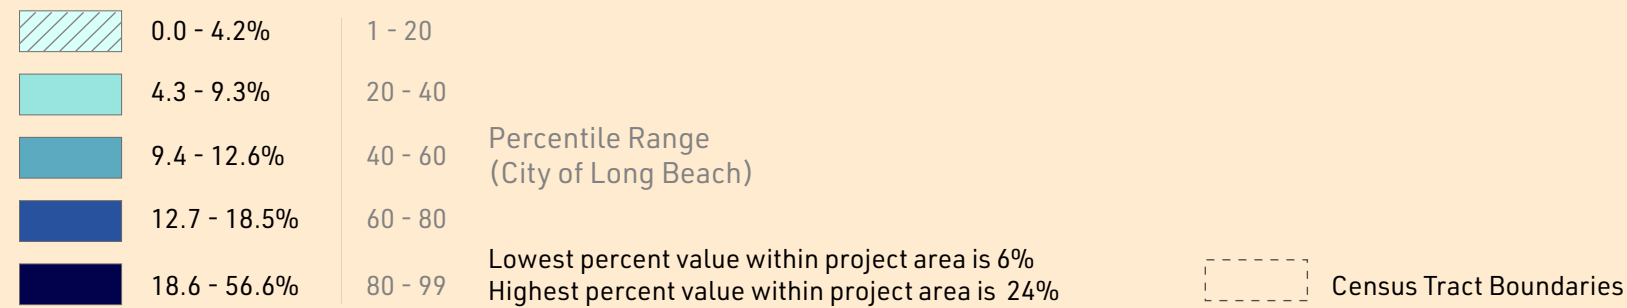 0.0 - 4.2% 1 - 20
4.3 - 9.3% 20 - 40
9.4 - 12.6% 40 - 60
12.7 - 18.5% 60 - 80
18.6 - 56.6% 80 - 99
Percentile Range
(City of Long Beach)
Lowest percent value within project area is 6%
Highest percent value within project area is 24%
Census Tract Boundaries